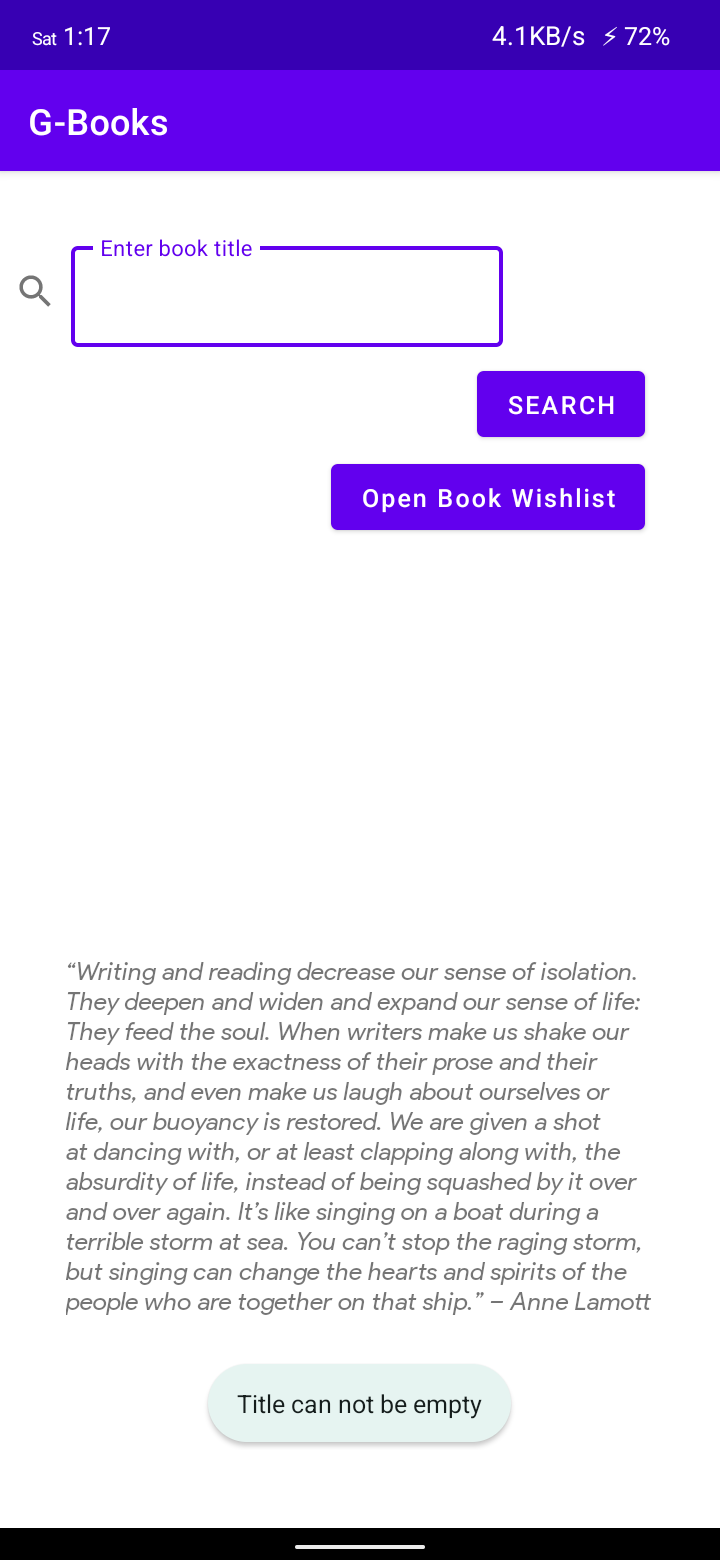 Sat 1:17 4.1KB/s ⚡ 72%
G-Books
Enter book title
SEARCH
Open Book Wishlist
“Writing and reading decrease our sense of isolation.
They deepen and widen and expand our sense of life:
They feed the soul. When writers make us shake our
heads with the exactness of their prose and their
truths, and even make us laugh about ourselves or
life, our buoyancy is restored. We are given a shot
at dancing with, or at least clapping along with, the
absurdity of life, instead of being squashed by it over
and over again. It’s like singing on a boat during a
terrible storm at sea. You can’t stop the raging storm,
but singing can change the hearts and spirits of the
people who are together on that ship.” – Anne Lamott
Title can not be empty